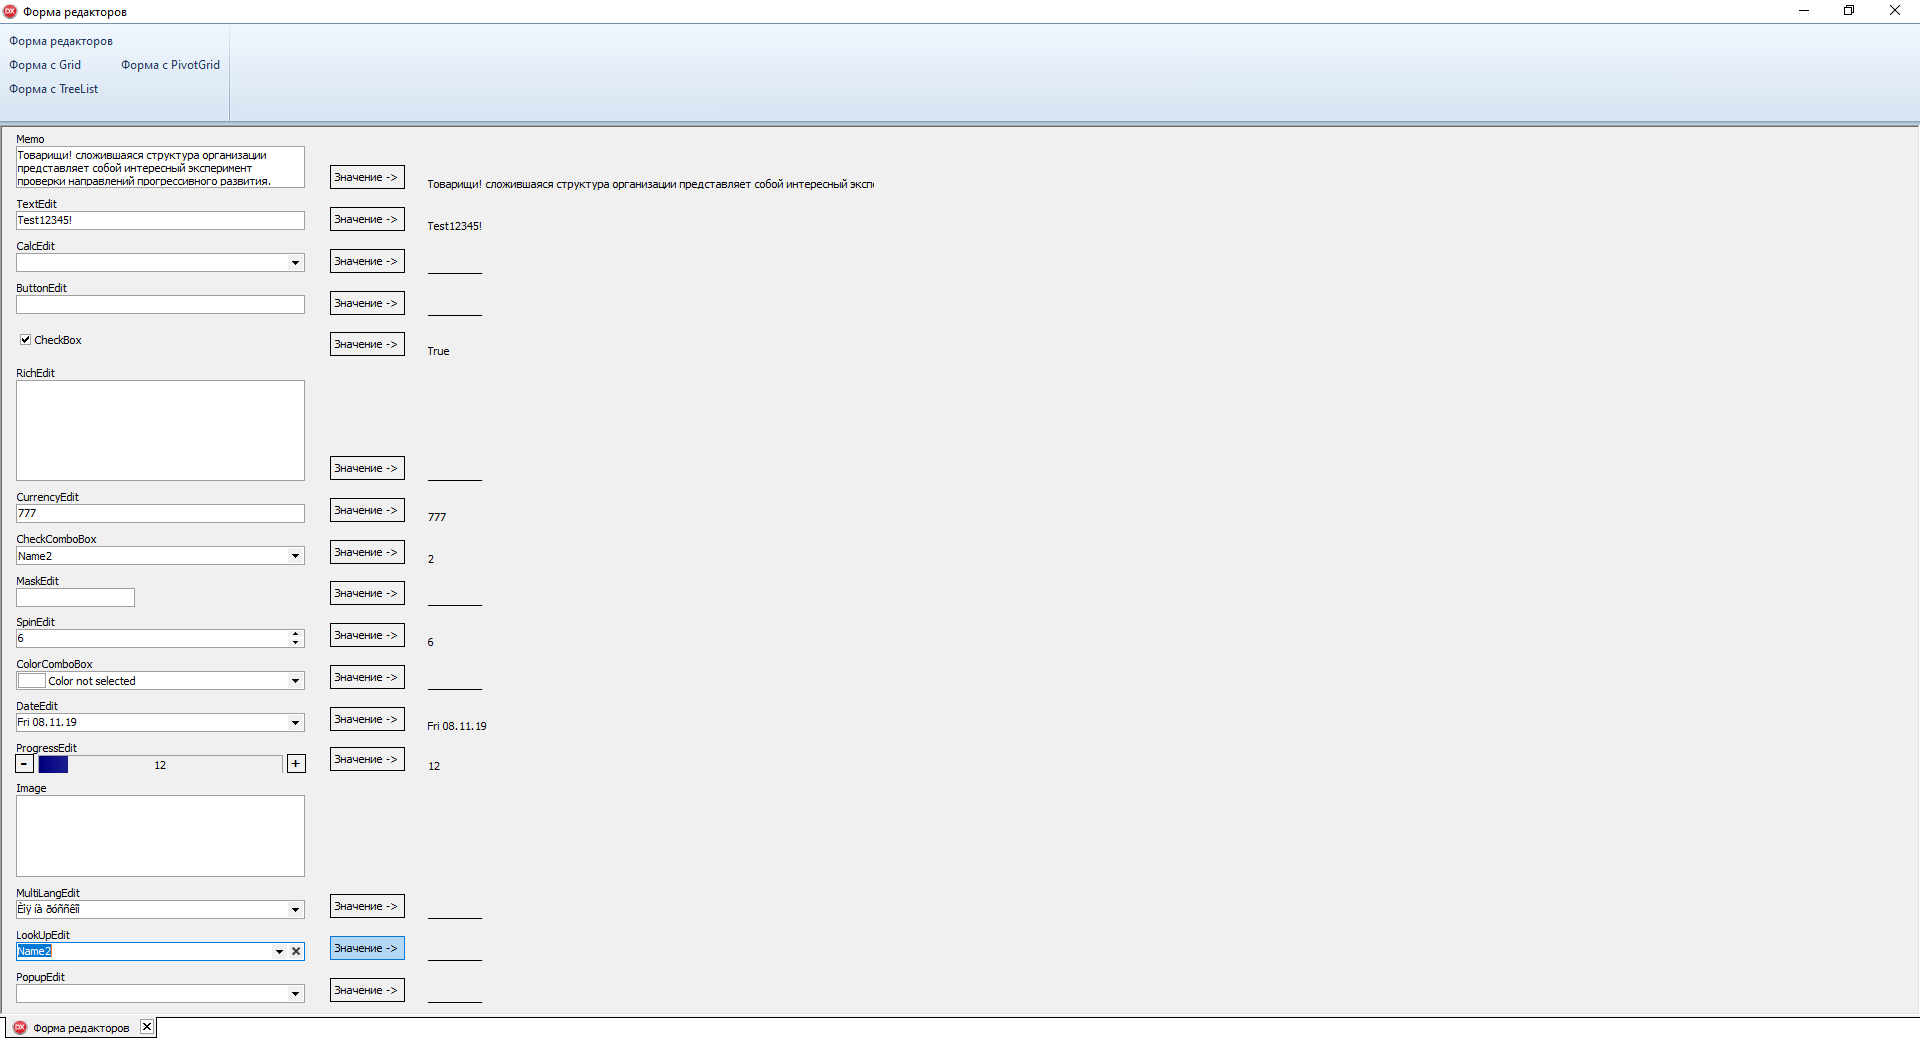 Форма редакторов
Форма редакторов
Форма с Grid Форма с PivotGrid
Форма с TreeList
Memo
Товарищи! сложившаяся структура организации
представляет собой интересный эксперимент
проверки направлений прогрессивного развития.
Значение ->
Товарищи! сложившаяся структура организации представляет собой интересный эксп
TextEdit
Test12345!
Значение ->
Test12345!
CalcEdit
Значение ->
ButtonEdit
Значение ->
CheckBox
Значение ->
True
RichEdit
Значение ->
CurrencyEdit
777
Значение ->
777
CheckComboBox
Name2
Значение ->
2
MaskEdit
Значение ->
SpinEdit
6
Значение ->
6
ColorComboBox
Color not selected
Значение ->
DateEdit
Fri 08.11.19
Значение ->
Fri 08.11.19
ProgressEdit
- 12 +
Значение ->
12
Image
MultiLangEdit
Èìÿ íà ðóññêîì
Значение ->
LookUpEdit
Name2
Значение ->
PopupEdit
Значение ->
Форма редакторов